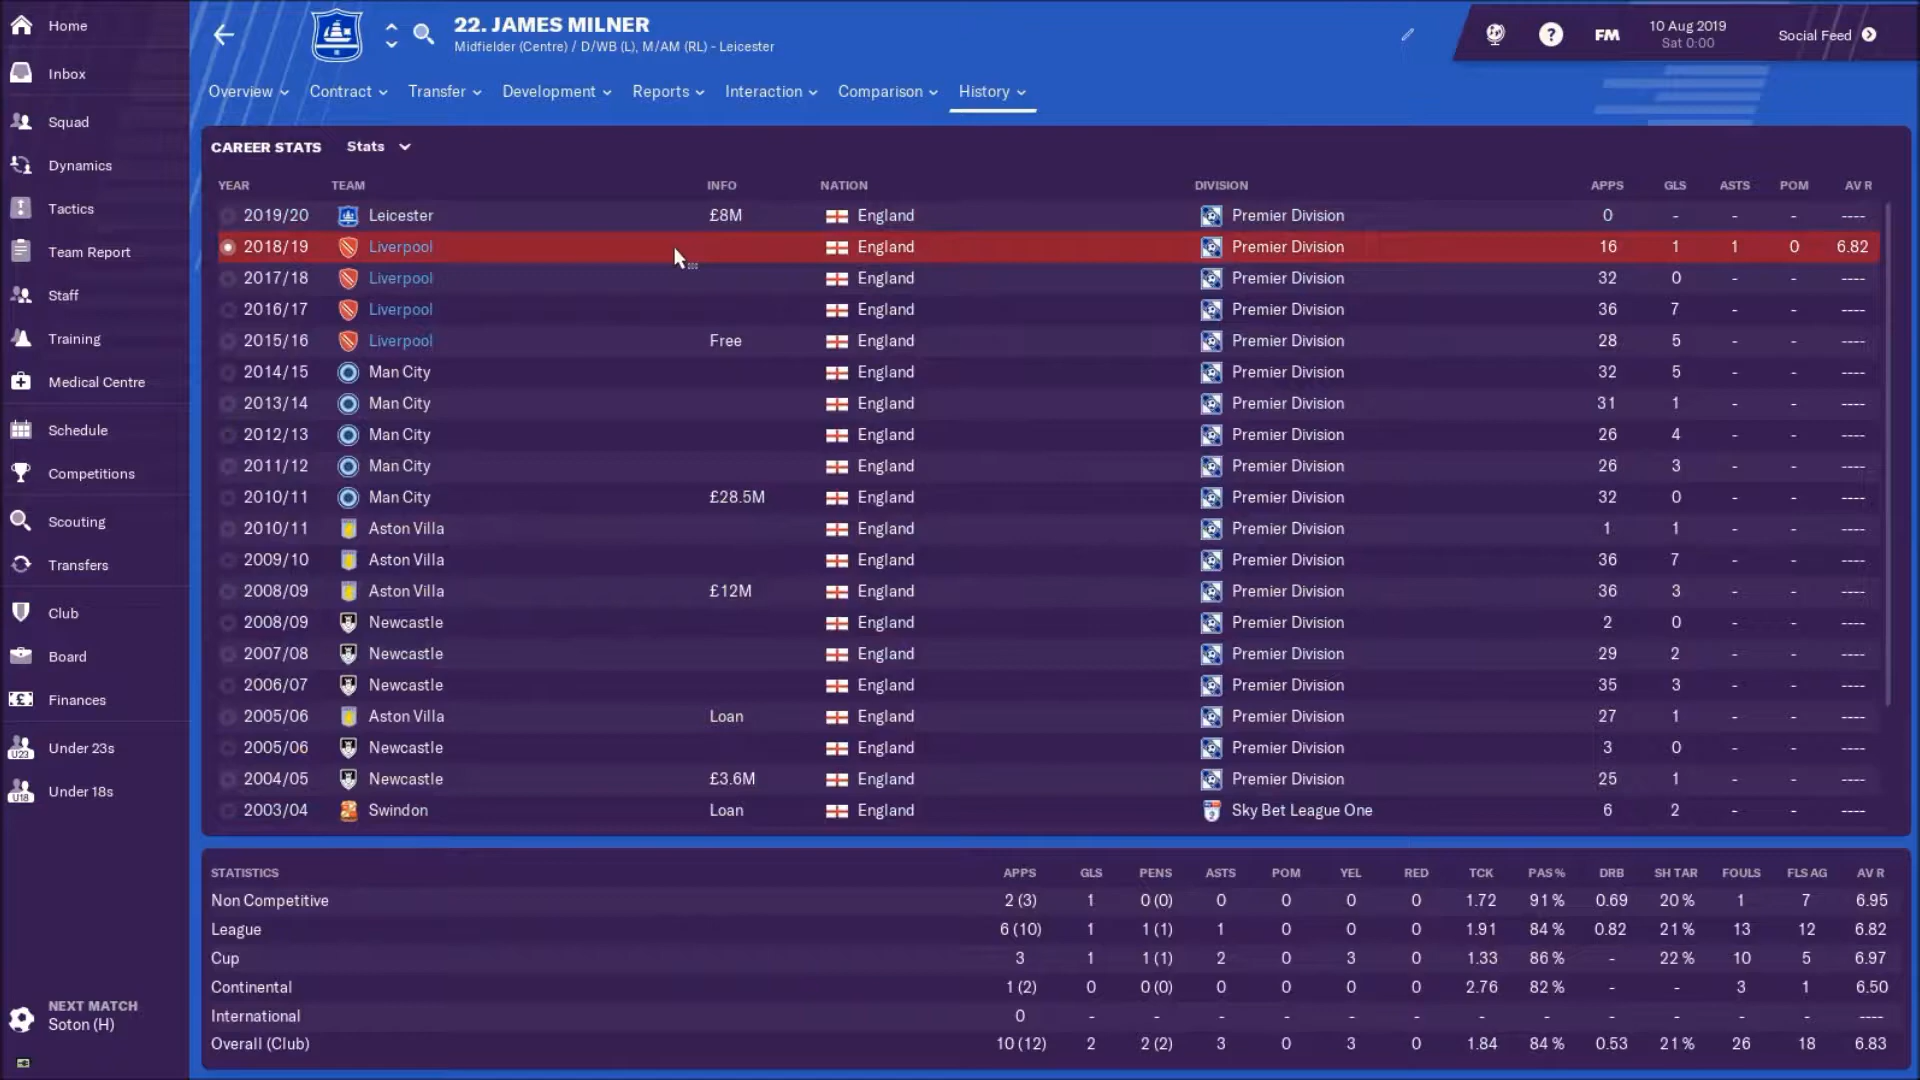 Home
Inbox
Squad
Dynamics
Tactics
Team Report
Staff
Training
Medical Centre
Schedule
Competitions
Scouting
Transfers
Club
Board
Finances
U23 Under 23s
U18 Under 18s
NEXT MATCH
Soton (H)
22. JAMES MILNER
Midfielder (Centre) / D/WB (L), M/AM (RL) - Leicester
? FM 10 Aug 2019 Social Feed
Sat 0:00
Overview Contract Transfer Development Reports Interaction Comparison History
CAREER STATS Stats
YEAR TEAM INFO NATION DIVISION APPS GLS ASTS POM AV R
2019/20 Leicester £8M England Premier Division 0 - - - ----
2018/19 Liverpool England Premier Division 16 1 1 0 6.82
2017/18 Liverpool England Premier Division 32 0 - - ----
2016/17 Liverpool England Premier Division 36 7 - - ----
2015/16 Liverpool Free England Premier Division 28 5 - - ----
2014/15 Man City England Premier Division 32 5 - - ----
2013/14 Man City England Premier Division 31 1 - - ----
2012/13 Man City England Premier Division 26 4 - - ----
2011/12 Man City England Premier Division 26 3 - - ----
2010/11 Man City £28.5M England Premier Division 32 0 - - ----
2010/11 Aston Villa England Premier Division 1 1 - - ----
2009/10 Aston Villa England Premier Division 36 7 - - ----
2008/09 Aston Villa £12M England Premier Division 36 3 - - ----
2008/09 Newcastle England Premier Division 2 0 - - ----
2007/08 Newcastle England Premier Division 29 2 - - ----
2006/07 Newcastle England Premier Division 35 3 - - ----
2005/06 Aston Villa Loan England Premier Division 27 1 - - ----
2005/06 Newcastle England Premier Division 3 0 - - ----
2004/05 Newcastle £3.6M England Premier Division 25 1 - - ----
2003/04 Swindon Loan England Sky Bet League One 6 2 - - ----
STATISTICS APPS GLS PENS ASTS POM YEL RED TCK PAS % DRB SH TAR FOULS FLS AG AV R
Non Competitive 2 (3) 1 0 (0) 0 0 0 0 1.72 91 % 0.69 20 % 1 7 6.95
League 6 (10) 1 1 (1) 1 0 0 0 1.91 84 % 0.82 21 % 13 12 6.82
Cup 3 1 1 (1) 2 0 3 0 1.33 86 % - 22 % 10 5 6.97
Continental 1 (2) 0 0 (0) 0 0 0 0 2.76 82 % - - 3 1 6.50
International 0 - - - - - - - - - - - - ----
Overall (Club) 10 (12) 2 2 (2) 3 0 3 0 1.84 84 % 0.53 21 % 26 18 6.83